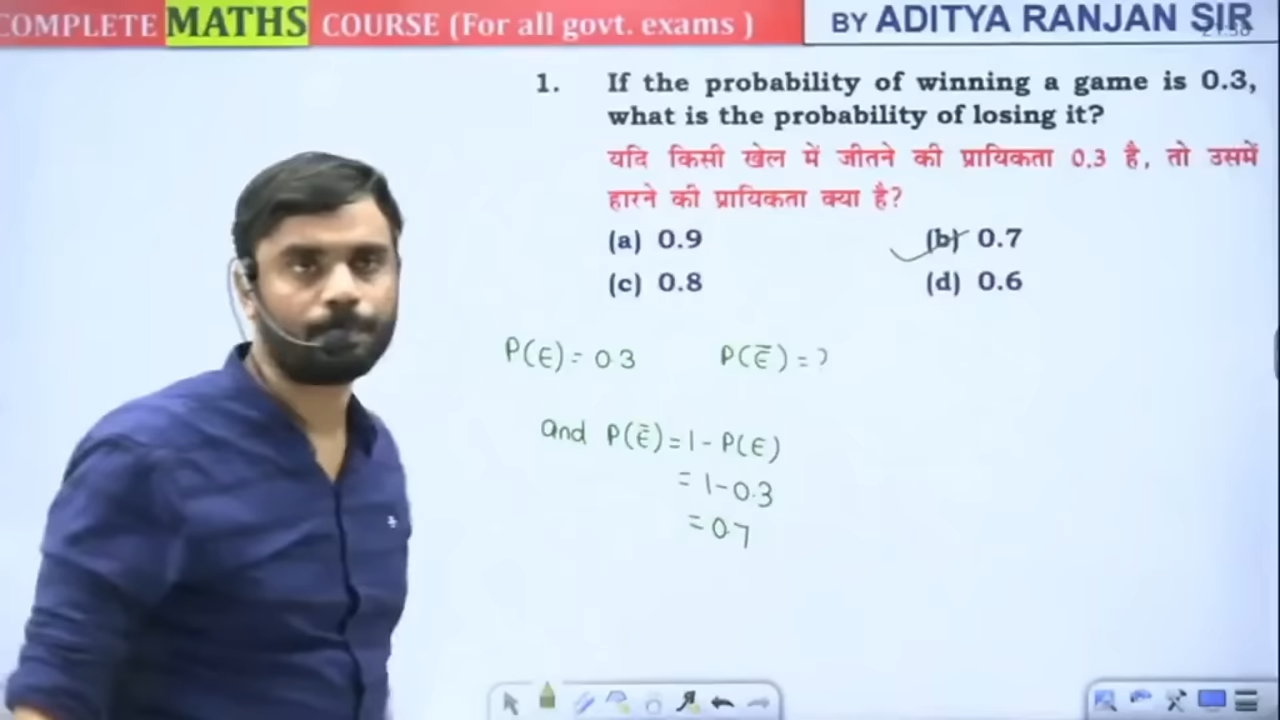 COMPLETE MATHS COURSE (For all govt. exams )
BY ADITYA RANJAN SIR
1. If the probability of winning a game is 0.3,
what is the probability of losing it?
यदि किसी खेल में जीतने की प्रायिकता 0.3 है, तो उसमें
हारने की प्रायिकता क्या है?
(a) 0.9 (b) 0.7
(c) 0.8 (d) 0.6
P(E) = 0.3 P(Ē) = ?
and P(Ē) = 1 - P(E)
= 1 - 0.3
= 0.7